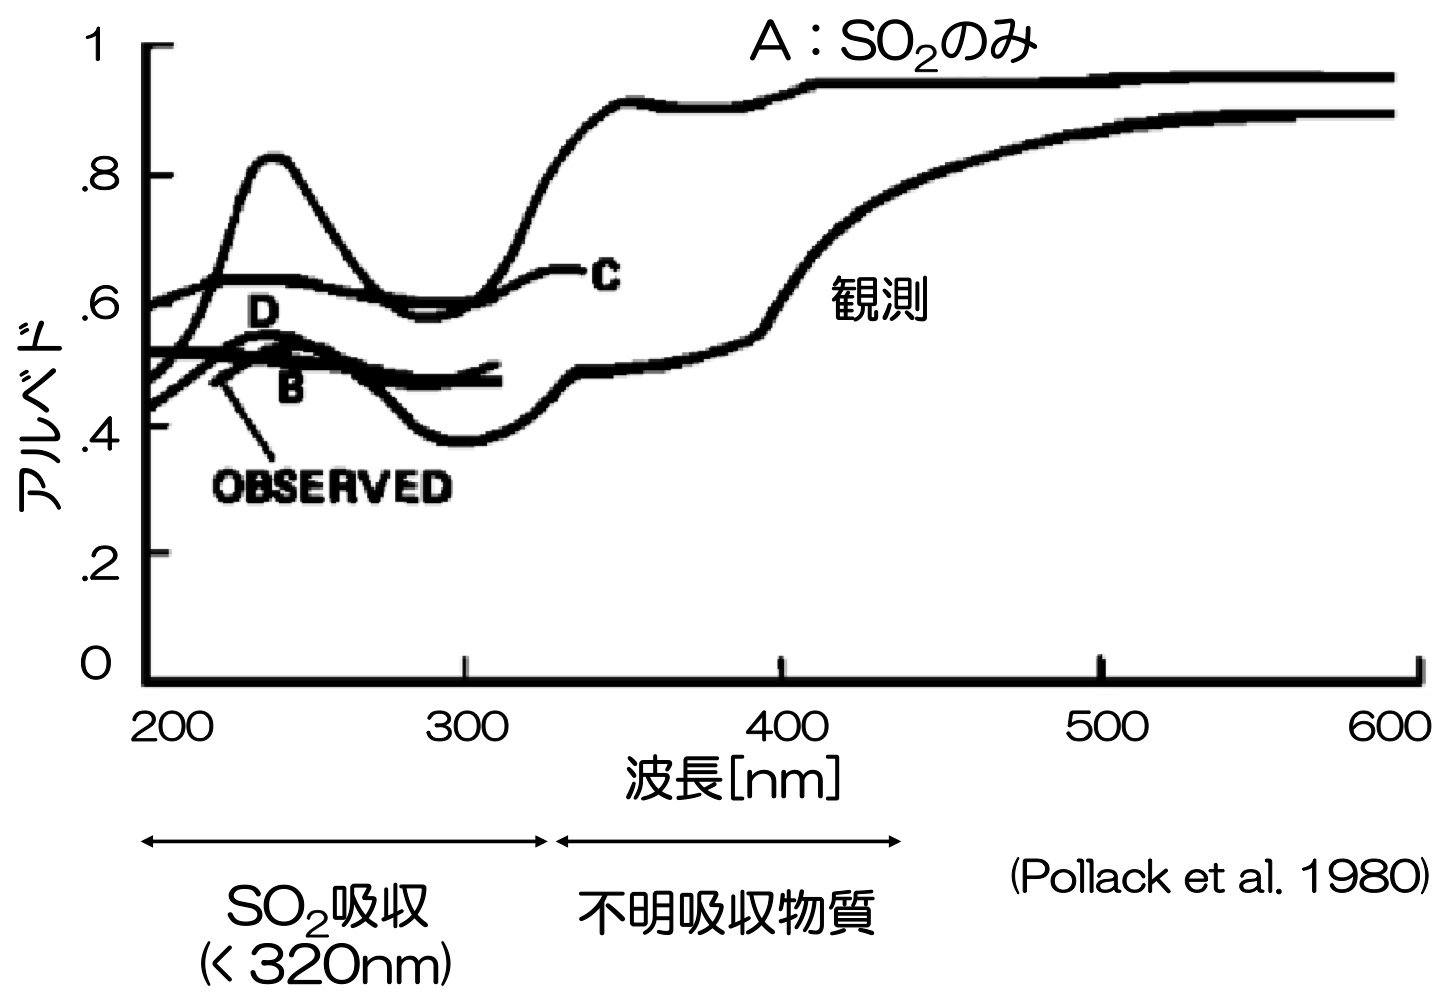 A：SO₂のみ
1
.8
.6
.4
.2
0
アルベド
C
D
B
観測
OBSERVED
200 300 400 500 600
波長[nm]
SO₂吸収
(< 320nm)
不明吸収物質
(Pollack et al. 1980)